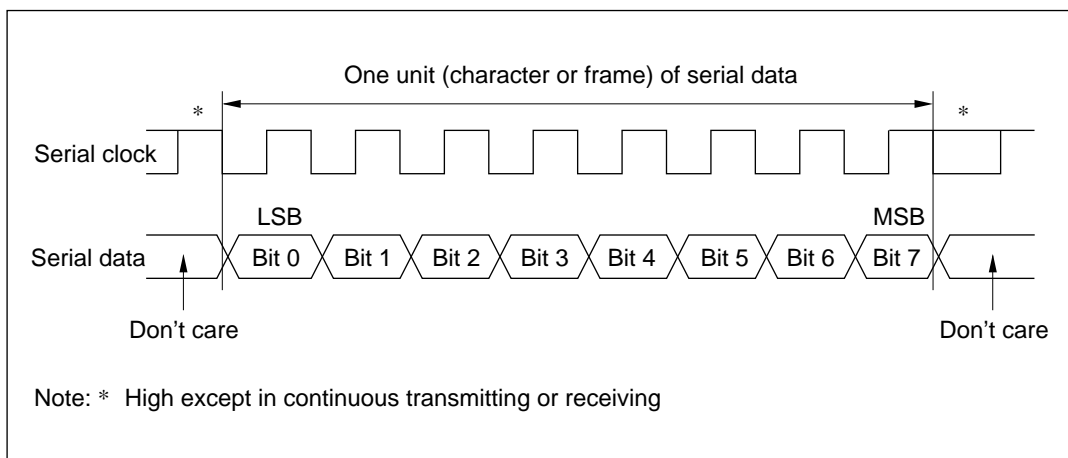 One unit (character or frame) of serial data
* *
Serial clock
LSB MSB
Serial data Bit 0 Bit 1 Bit 2 Bit 3 Bit 4 Bit 5 Bit 6 Bit 7
Don’t care Don’t care
Note: * High except in continuous transmitting or receiving